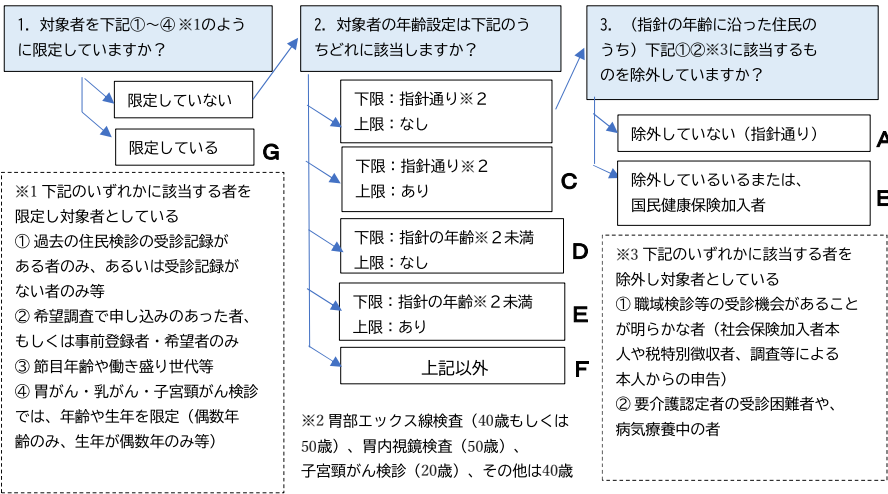 1. 対象者を下記①～④ ※1のよう
に限定していますか？
限定していない
限定している
G
※1 下記のいずれかに該当する者を
限定し対象者としている
① 過去の住民検診の受診記録が
ある者のみ、あるいは受診記録が
ない者のみ等
② 希望調査で申し込みのあった者、
もしくは事前登録者・希望者のみ
③ 節目年齢や働き盛り世代等
④ 胃がん・乳がん・子宮頸がん検診
では、年齢や生年を限定（偶数年
齢のみ、生年が偶数年のみ等）
2. 対象者の年齢設定は下記のう
ちどれに該当しますか？
下限：指針通り※２
上限：なし
下限：指針通り※2
上限：あり
C
下限：指針の年齢※２未満
上限：なし
D
下限：指針の年齢※２未満
上限：あり
E
上記以外
F
※2 胃部エックス線検査（40歳もしくは
50歳）、胃内視鏡検査（50歳）、
子宮頸がん検診（20歳）、その他は40歳
3. （指針の年齢に沿った住民の
うち）下記①②※3に該当するも
のを除外していますか？
除外していない（指針通り）
A
除外しているいるまたは、
国民健康保険加入者
※3 下記のいずれかに該当する者を
除外し対象者としている
① 職域検診等の受診機会があること
が明らかな者（社会保険加入者本
人や税特別徴収者、調査等による
本人からの申告）
② 要介護認定者の受診困難者や、
病気療養中の者